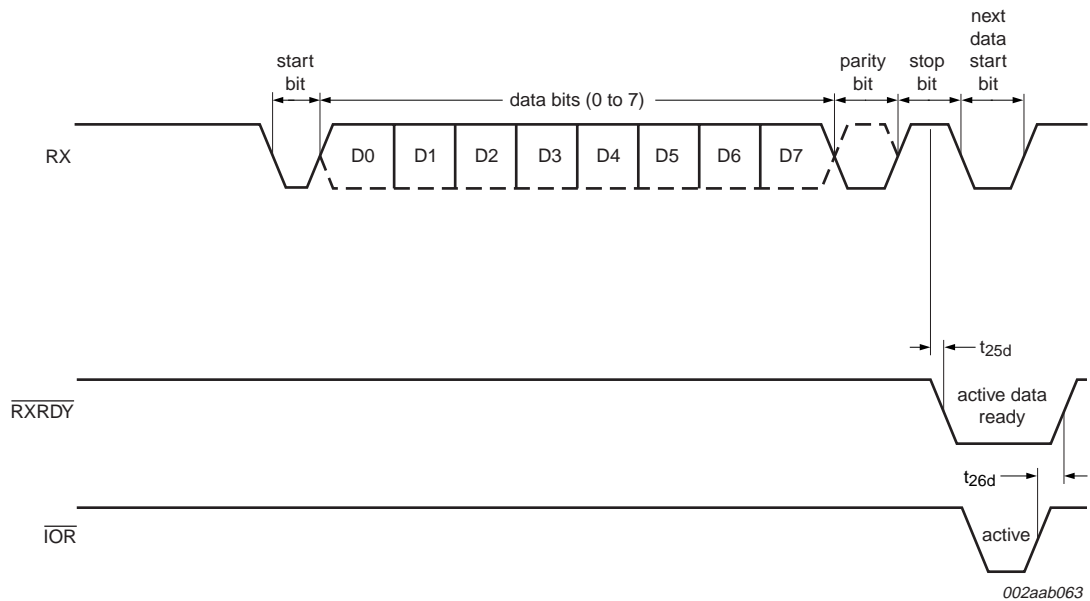 start
bit
data bits (0 to 7)
parity
bit
stop
bit
next
data
start
bit
RX
D0
D1
D2
D3
D4
D5
D6
D7
t25d
RXRDY
active data
ready
t26d
IOR
active
002aab063